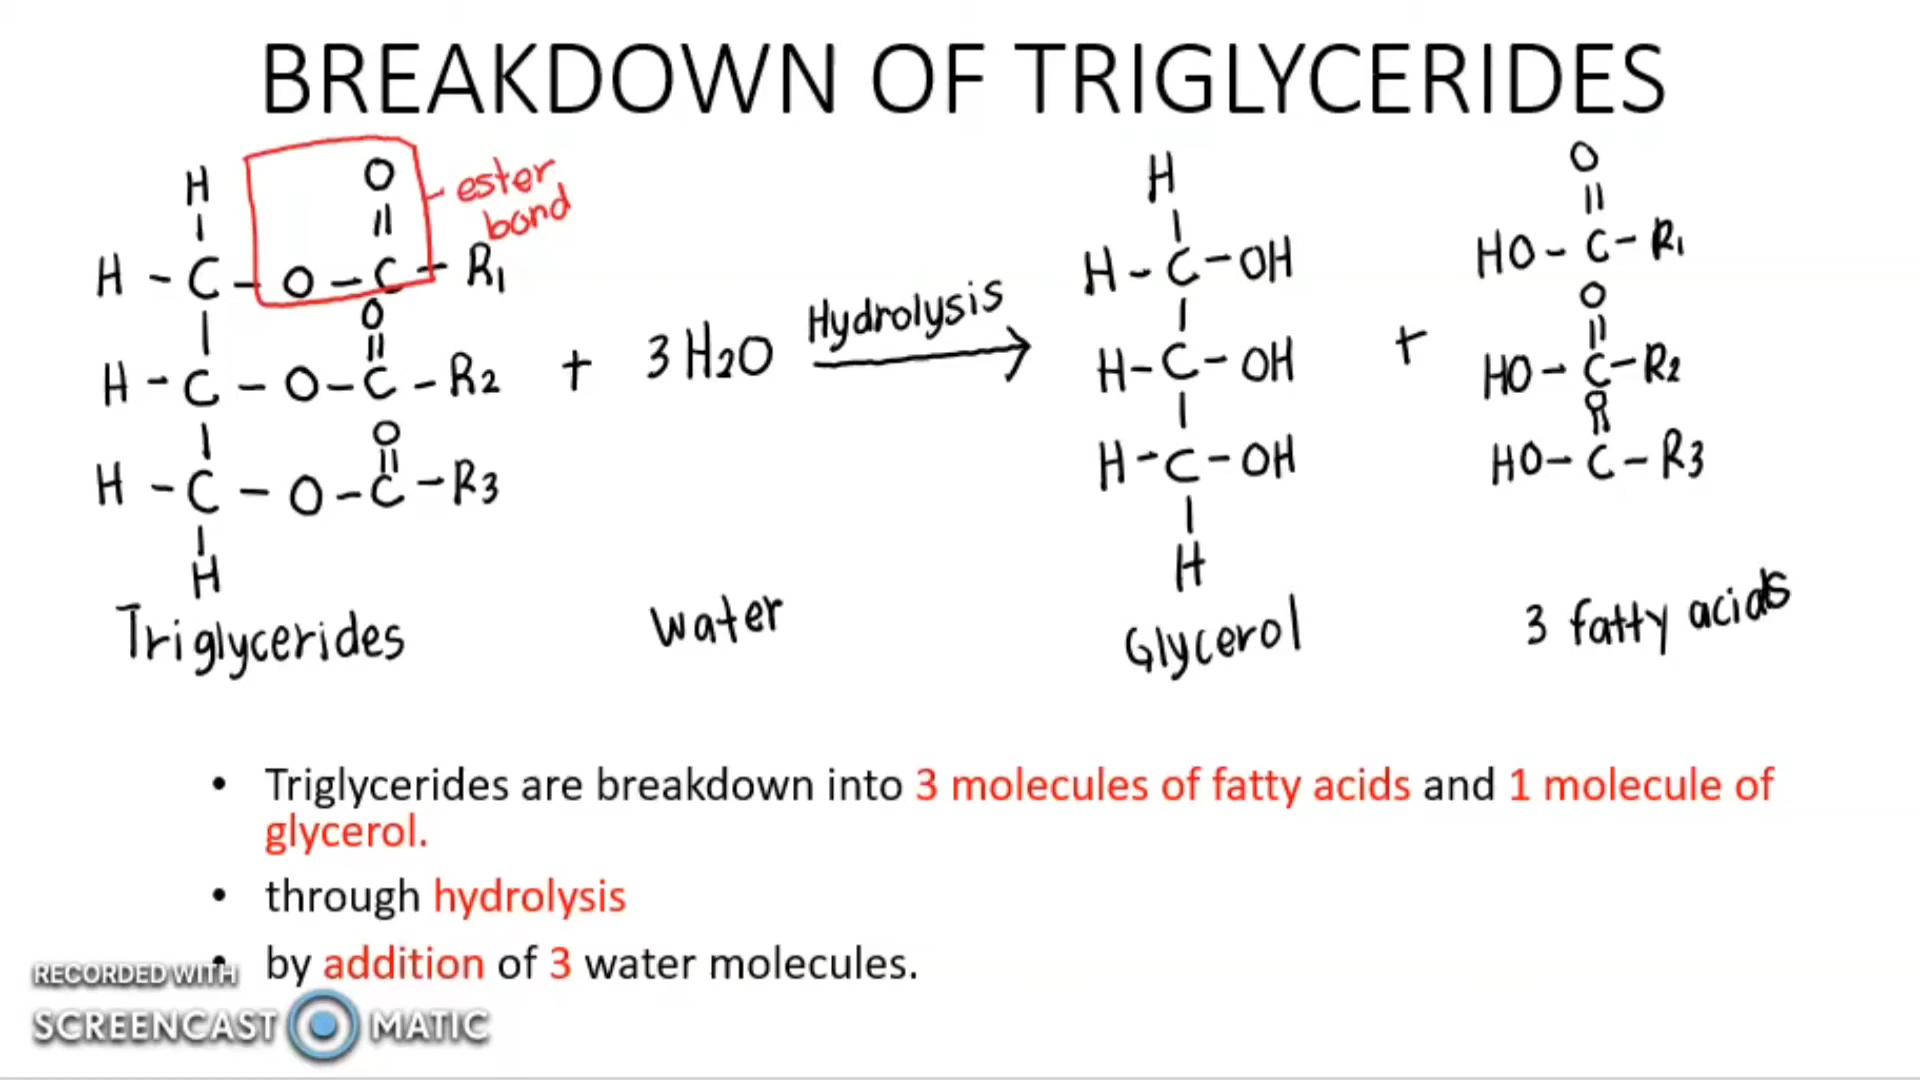 BREAKDOWN OF TRIGLYCERIDES
H O ester bond
H - C - O - C - R1
O
H - C - O - C - R2 + 3 H2O Hydrolysis
O
H - C - O - C - R3
H
Triglycerides
water
H
H - C - OH
H - C - OH +
H - C - OH
H
Glycerol
O
HO - C - R1
O
HO - C - R2
O
HO - C - R3
3 fatty acids
• Triglycerides are breakdown into 3 molecules of fatty acids and 1 molecule of
glycerol.
• through hydrolysis
• by addition of 3 water molecules.
RECORDED WITH
SCREENCAST MATIC